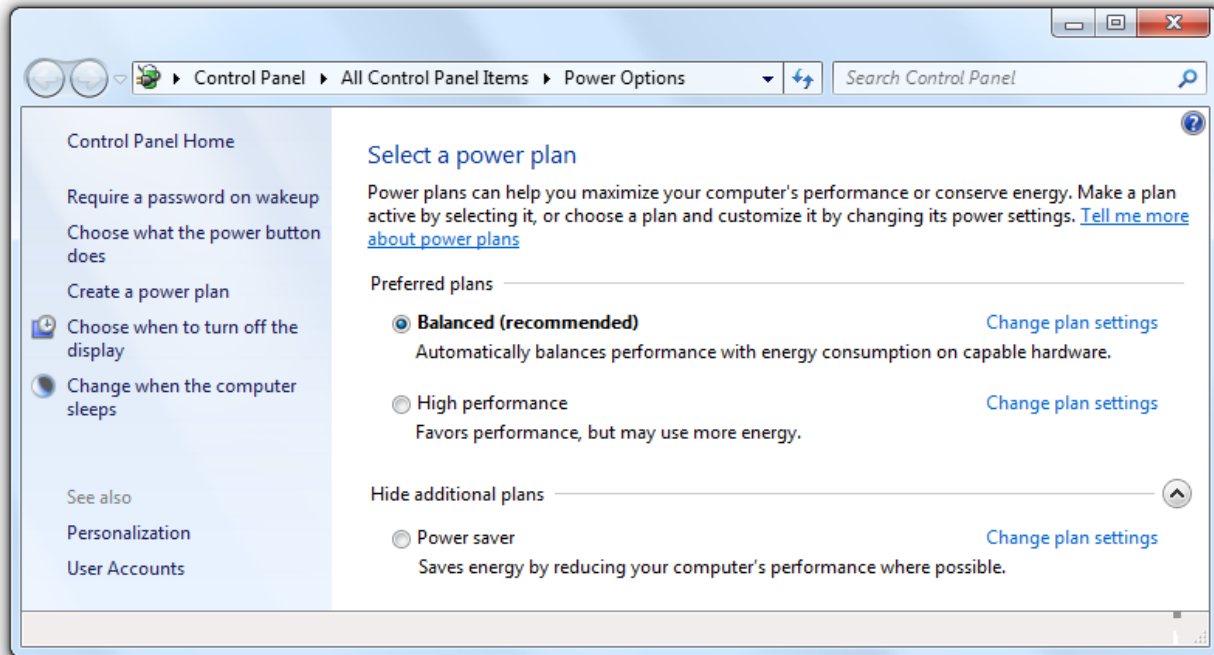 Control Panel All Control Panel Items Power Options Search Control Panel
Control Panel Home
Require a password on wakeup
Choose what the power button
does
Create a power plan
Choose when to turn off the
display
Change when the computer
sleeps
See also
Personalization
User Accounts
Select a power plan
Power plans can help you maximize your computer's performance or conserve energy. Make a plan
active by selecting it, or choose a plan and customize it by changing its power settings. Tell me more
about power plans
Preferred plans
Balanced (recommended) Change plan settings
Automatically balances performance with energy consumption on capable hardware.
High performance Change plan settings
Favors performance, but may use more energy.
Hide additional plans
Power saver Change plan settings
Saves energy by reducing your computer's performance where possible.